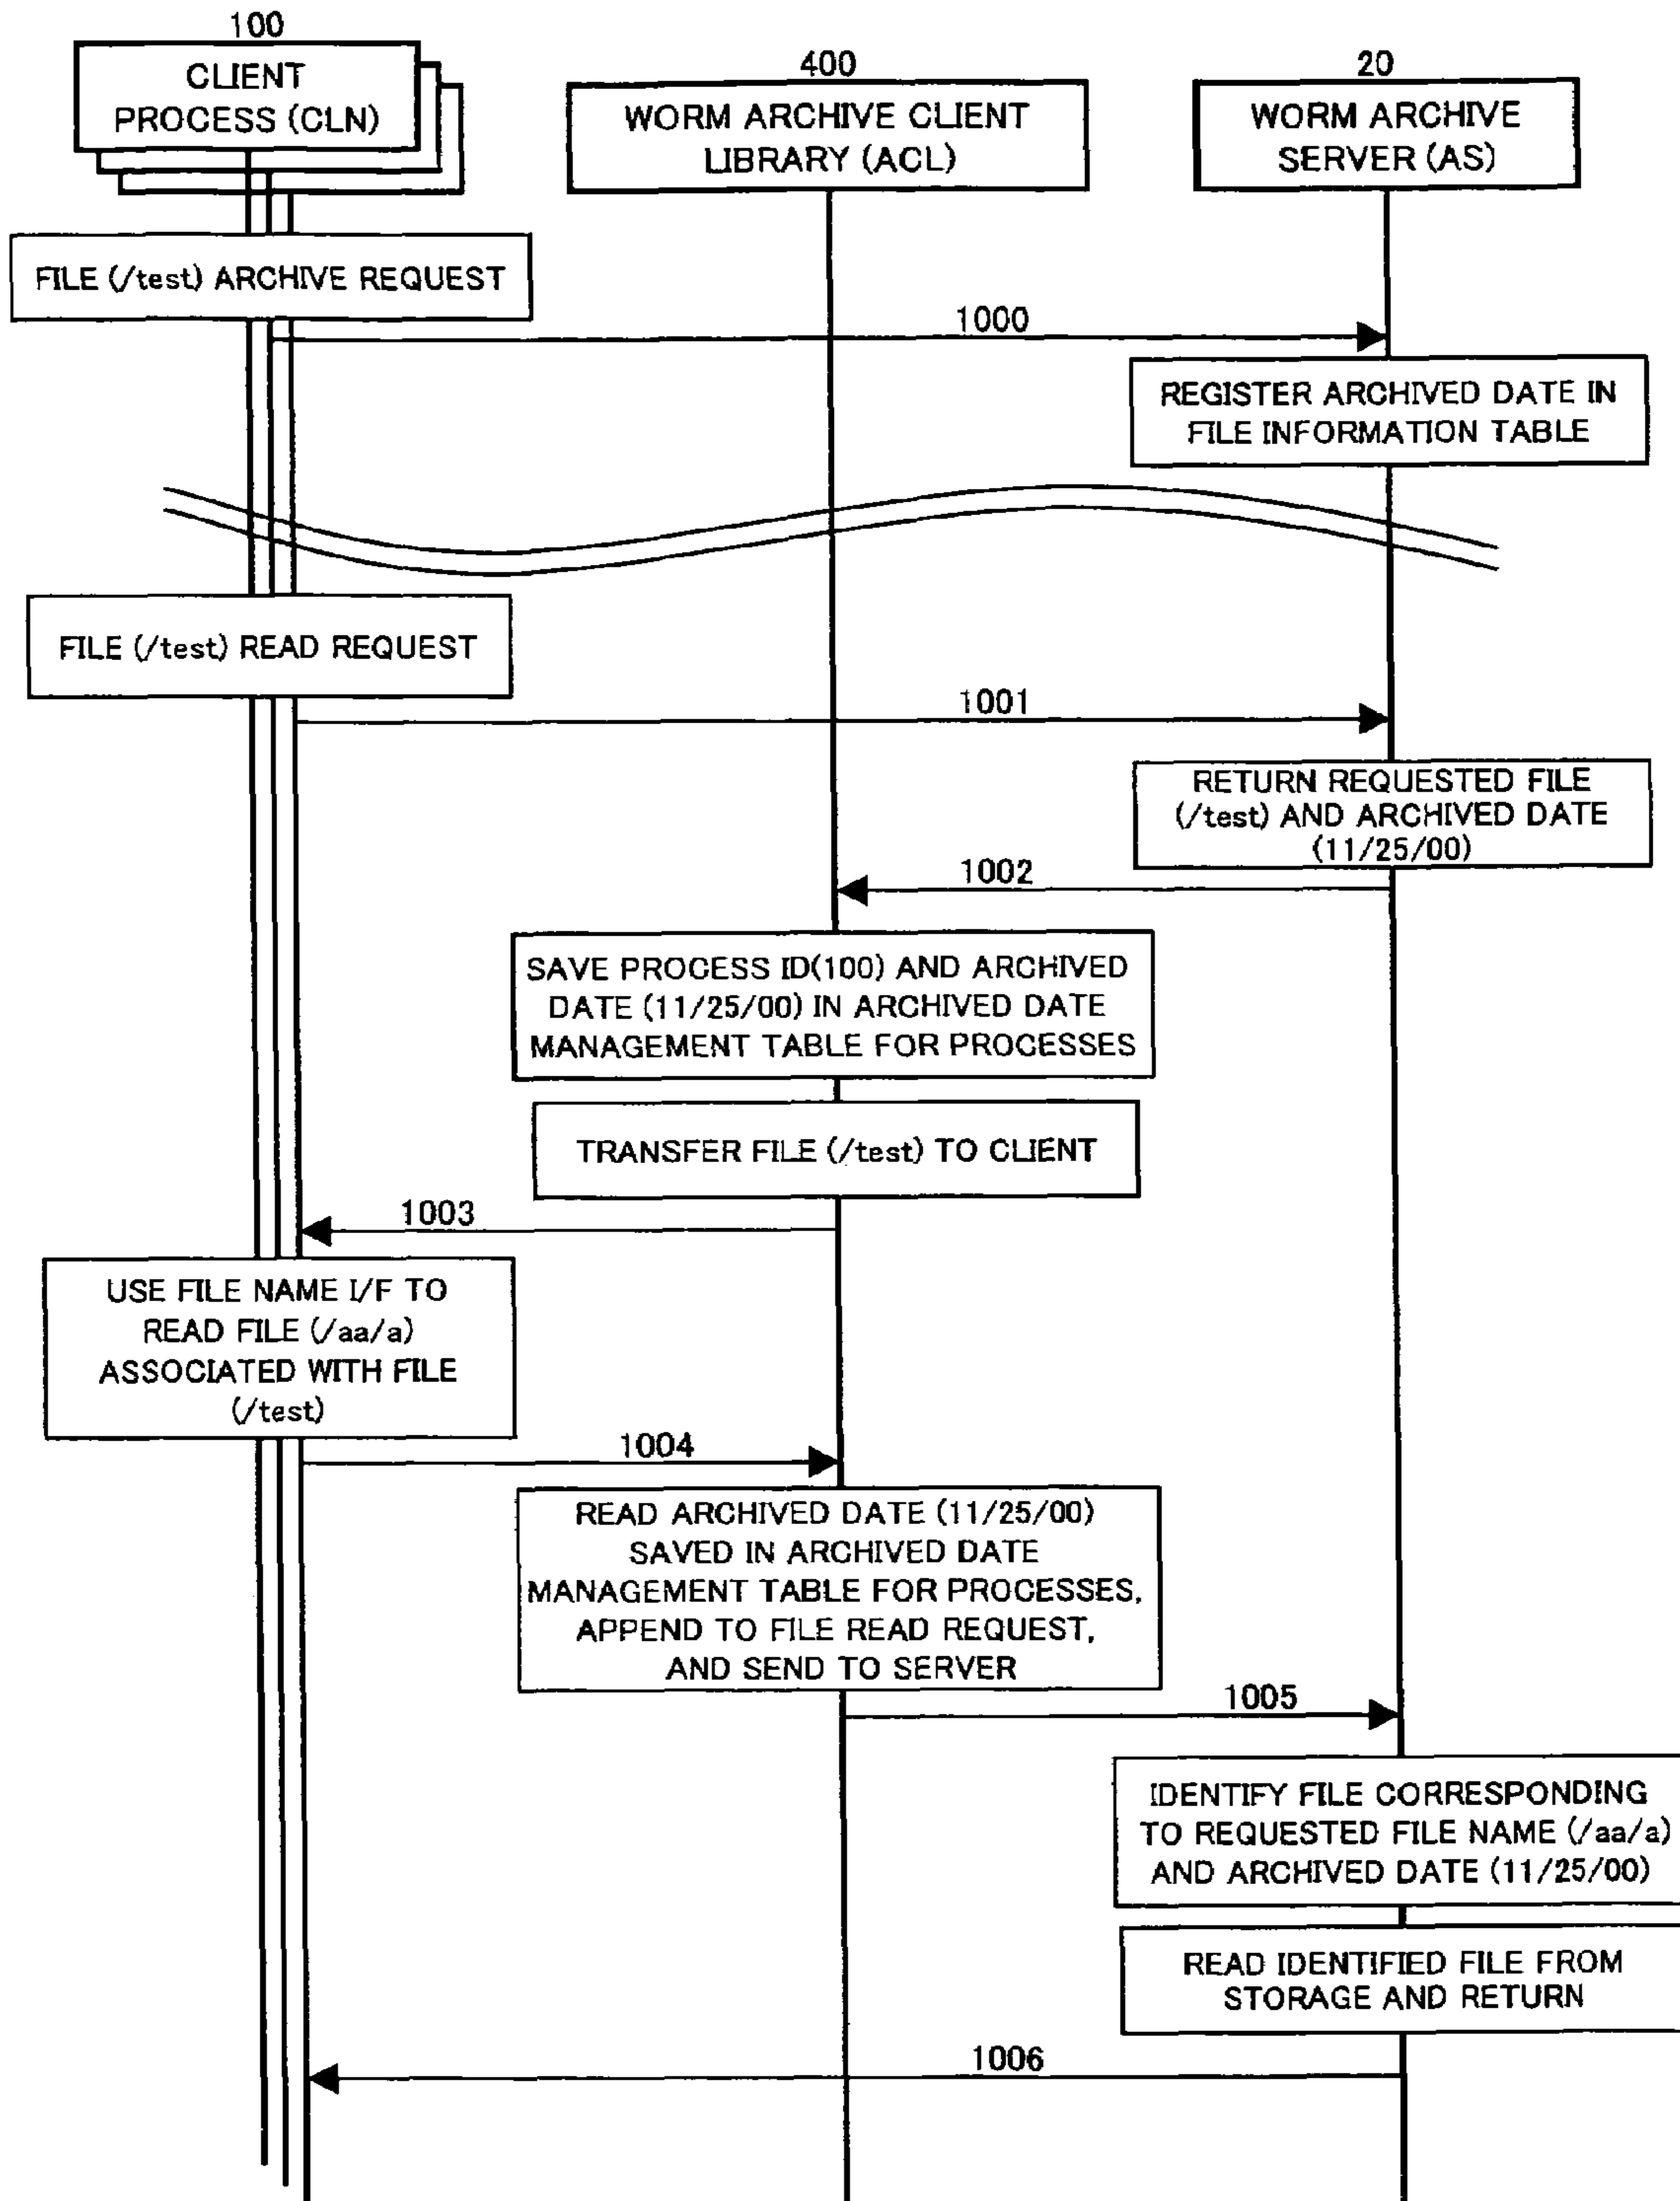 100
CLIENT
PROCESS (CLN)
400
WORM ARCHIVE CLIENT
LIBRARY (ACL)
20
WORM ARCHIVE
SERVER (AS)
FILE (/test) ARCHIVE REQUEST
1000
REGISTER ARCHIVED DATE IN
FILE INFORMATION TABLE
FILE (/test) READ REQUEST
1001
RETURN REQUESTED FILE
(/test) AND ARCHIVED DATE
(11/25/00)
1002
SAVE PROCESS ID(100) AND ARCHIVED
DATE (11/25/00) IN ARCHIVED DATE
MANAGEMENT TABLE FOR PROCESSES
TRANSFER FILE (/test) TO CLIENT
1003
USE FILE NAME I/F TO
READ FILE (/aa/a)
ASSOCIATED WITH FILE
(/test)
1004
READ ARCHIVED DATE (11/25/00)
SAVED IN ARCHIVED DATE
MANAGEMENT TABLE FOR PROCESSES,
APPEND TO FILE READ REQUEST,
AND SEND TO SERVER
1005
IDENTIFY FILE CORRESPONDING
TO REQUESTED FILE NAME (/aa/a)
AND ARCHIVED DATE (11/25/00)
READ IDENTIFIED FILE FROM
STORAGE AND RETURN
1006